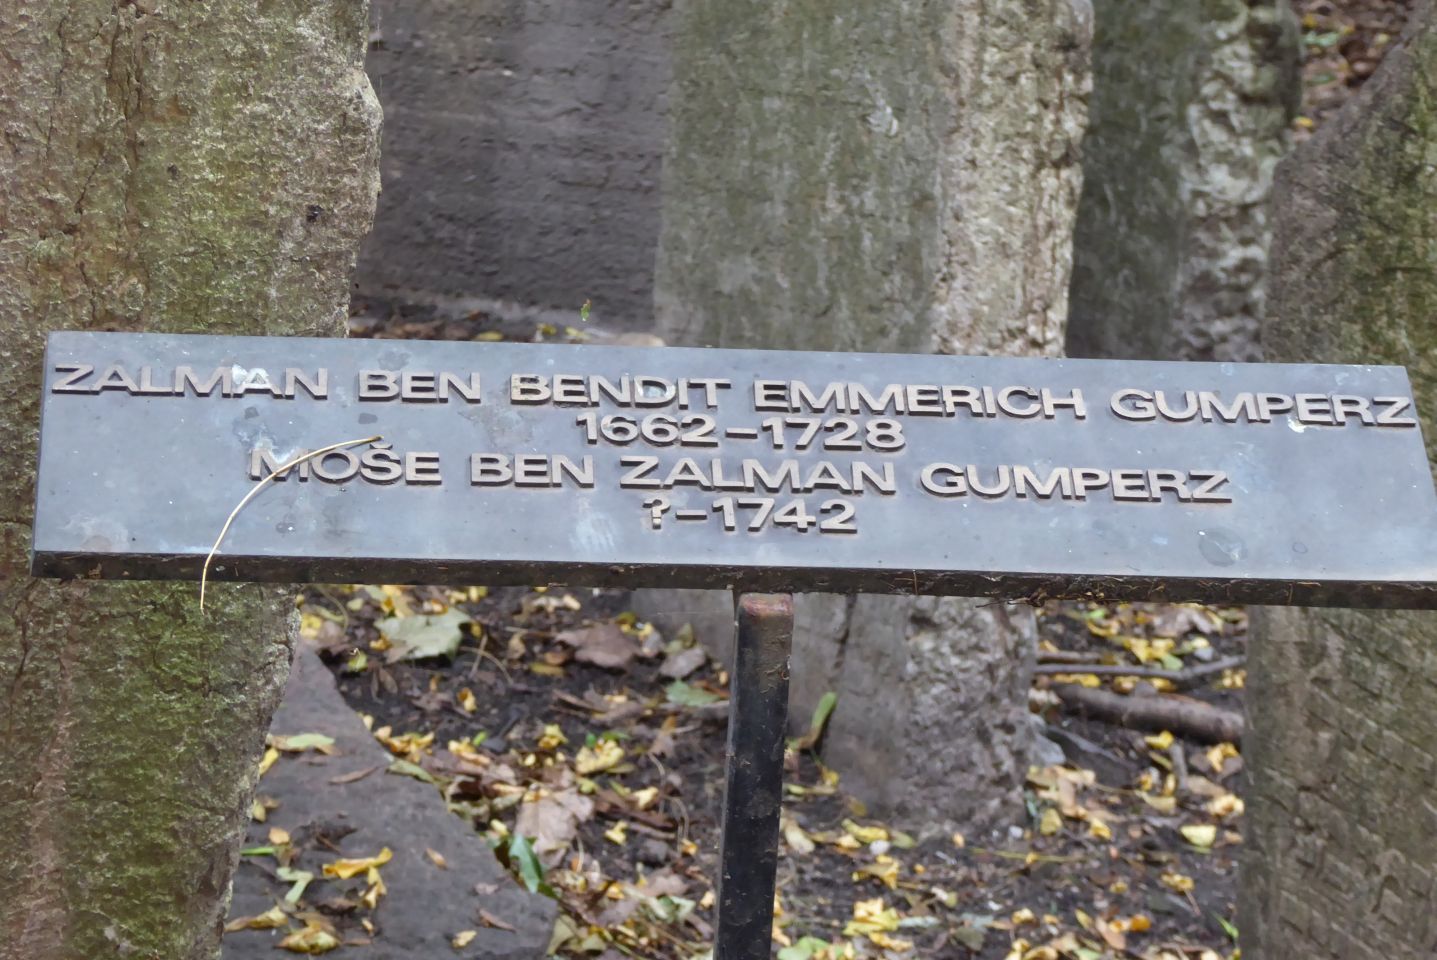 ZALMAN BEN BENDIT EMMERICH GUMPERZ
1662-1728
MOŠE BEN ZALMAN GUMPERZ
?-1742